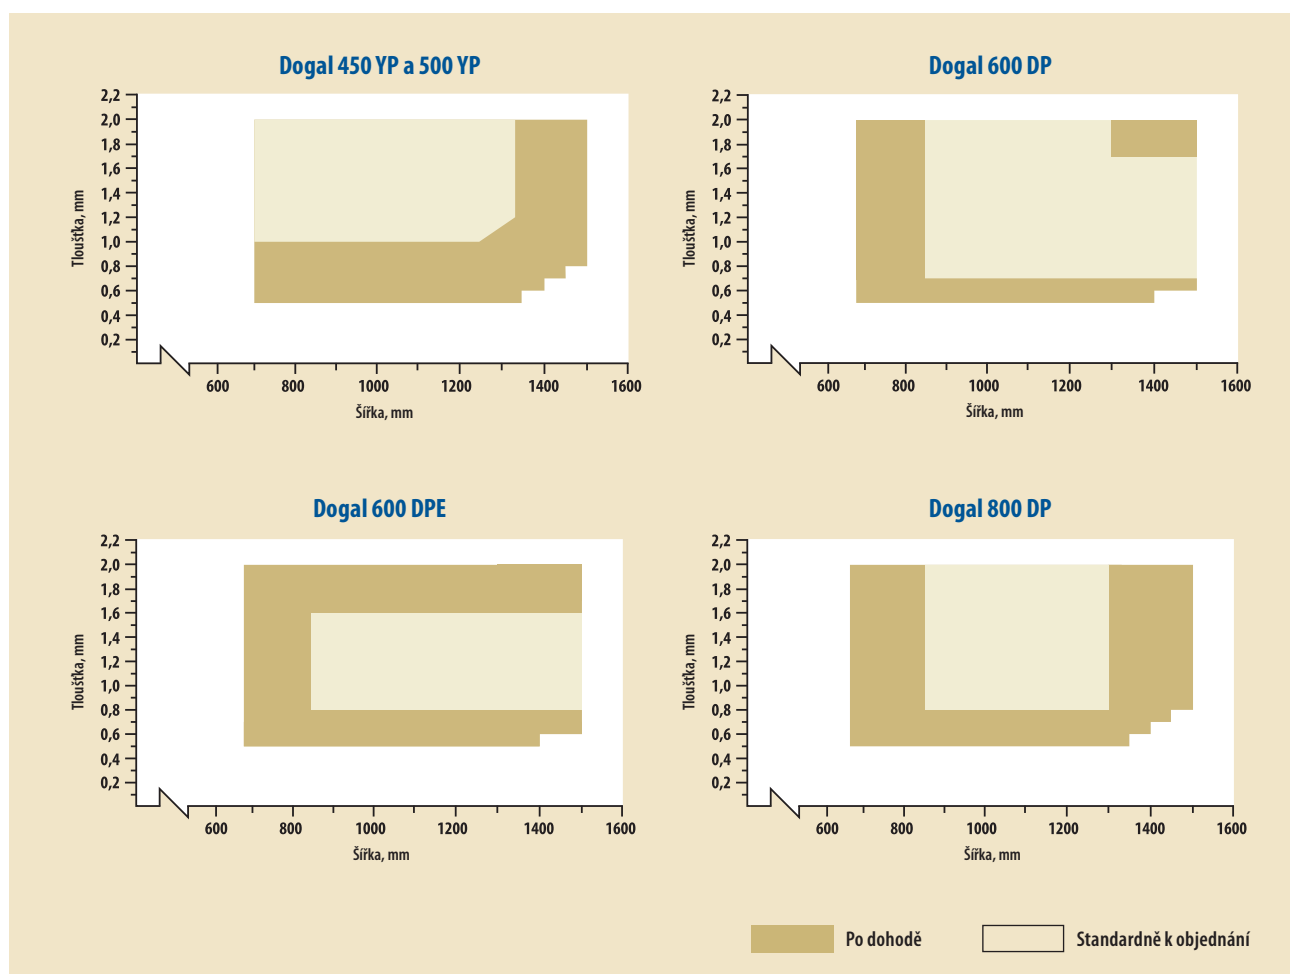 Dogal 450 YP a 500 YP
2,2
2,0
1,8
1,6
1,4
1,2
1,0
0,8
0,6
0,4
0,2
Tloušťka, mm
600 800 1000 1200 1400 1600
Šířka, mm
Dogal 600 DP
2,2
2,0
1,8
1,6
1,4
1,2
1,0
0,8
0,6
0,4
0,2
Tloušťka, mm
600 800 1000 1200 1400 1600
Šířka, mm
Dogal 600 DPE
2,2
2,0
1,8
1,6
1,4
1,2
1,0
0,8
0,6
0,4
0,2
Tloušťka, mm
600 800 1000 1200 1400 1600
Šířka, mm
Dogal 800 DP
2,2
2,0
1,8
1,6
1,4
1,2
1,0
0,8
0,6
0,4
0,2
Tloušťka, mm
600 800 1000 1200 1400 1600
Šířka, mm
Po dohodě
Standardně k objednání